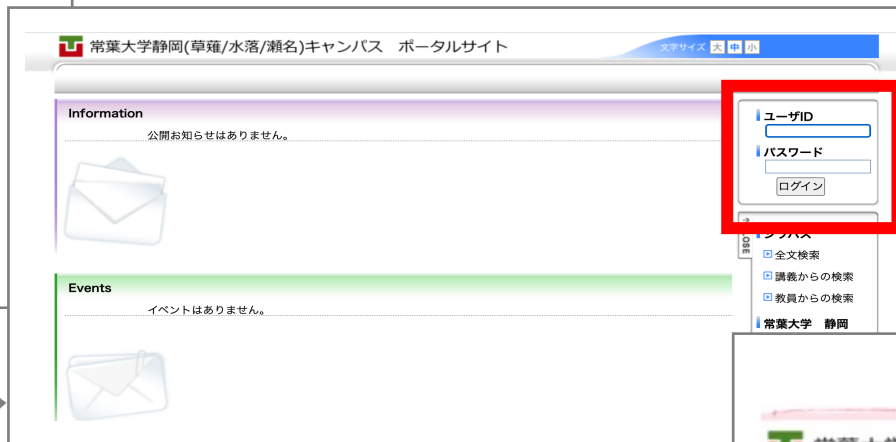 常葉大学静岡(草薙/水落/瀬名)キャンパス ポータルサイト
文字サイズ 大 中 小
Information
公開お知らせはありません。
Events
イベントはありません。
ユーザID
パスワード
ログイン
全文検索
講義からの検索
教員からの検索
常葉大学 静岡